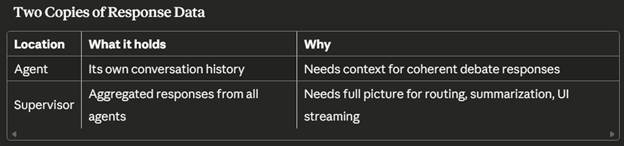 Two Copies of Response Data
Location What it holds Why
Agent Its own conversation history Needs context for coherent debate responses
Supervisor Aggregated responses from all agents Needs full picture for routing, summarization, UI streaming